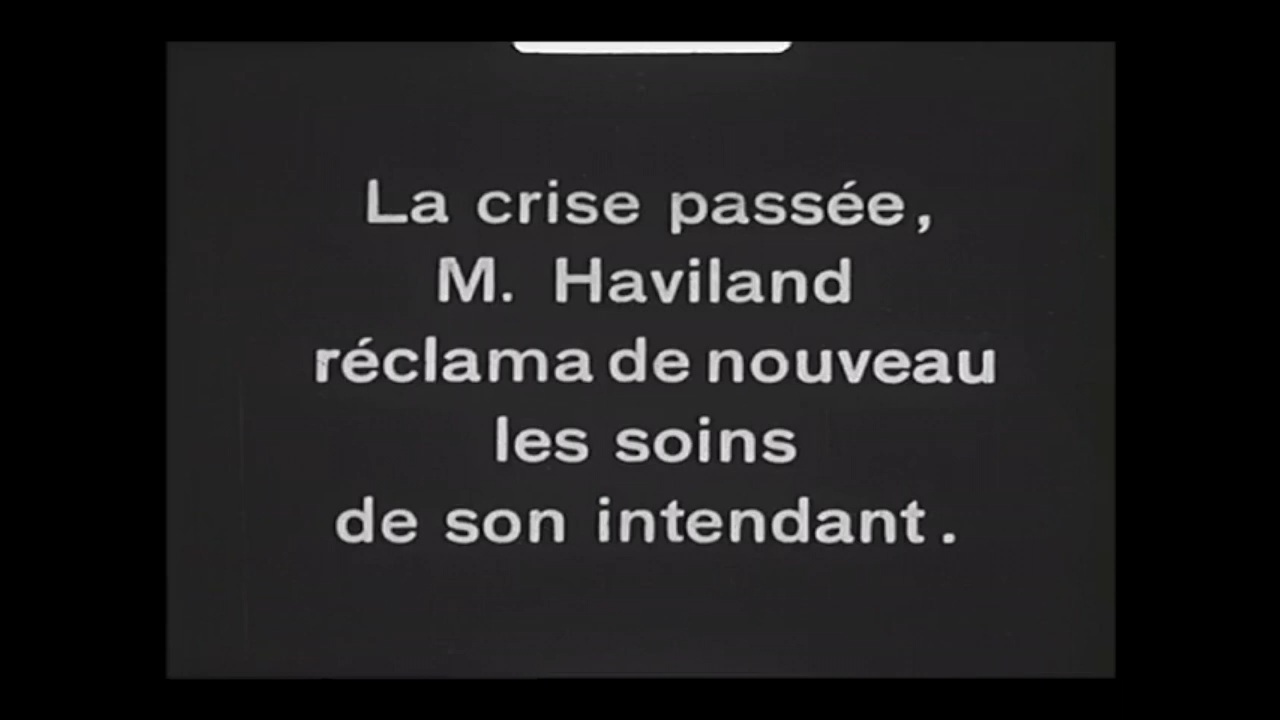 La crise passée,
M. Haviland
réclama de nouveau
les soins
de son intendant.